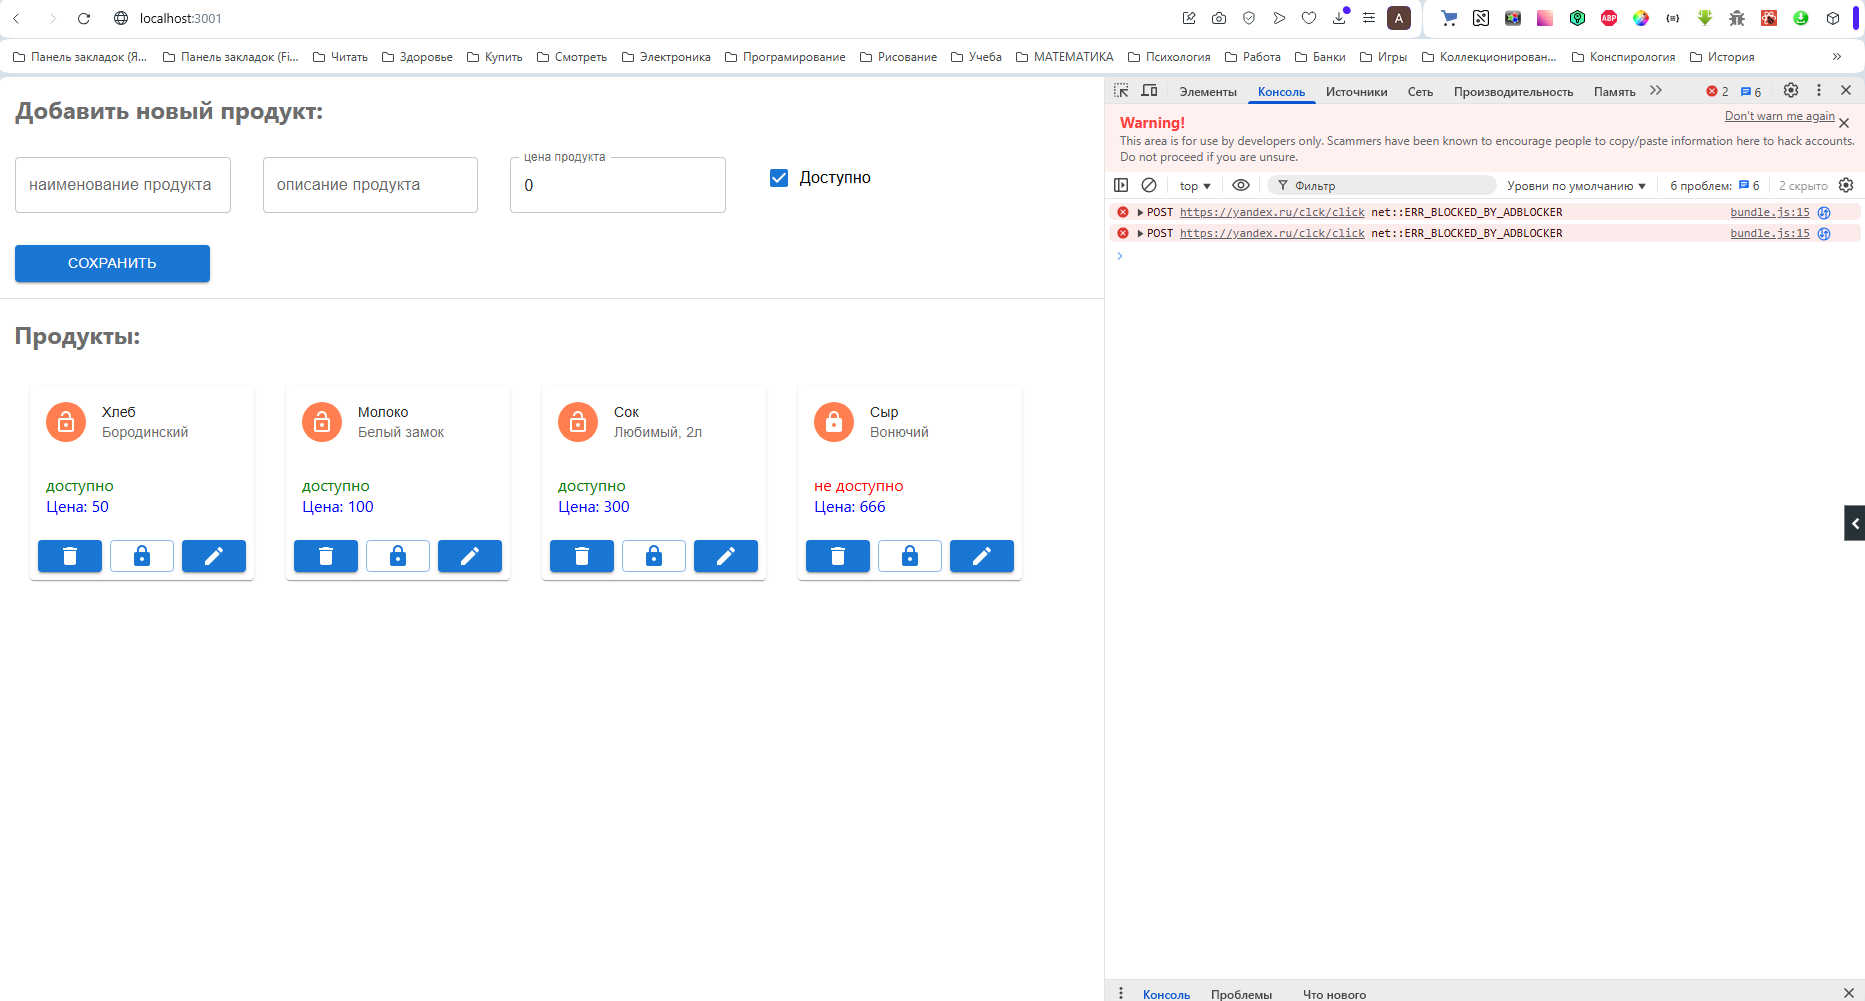 localhost:3001
A
ABP
Панель закладок (Я...
Панель закладок (Fi...
Читать
Здоровье
Купить
Смотреть
Электроника
Програмирование
Рисование
Учеба
МАТЕМАТИКА
Психология
Работа
Банки
Игры
Коллекционирован...
Конспирология
История
Добавить новый продукт:
наименование продукта
описание продукта
цена продукта
0
Доступно
СОХРАНИТЬ
Продукты:
Хлеб
Бородинский
доступно
Цена: 50
Молоко
Белый замок
доступно
Цена: 100
Сок
Любимый, 2л
доступно
Цена: 300
Сыр
Вонючий
не доступно
Цена: 666
Элементы
Консоль
Источники
Сеть
Производительность
Память
2
6
Warning!
Don't warn me again
This area is for use by developers only. Scammers have been known to encourage people to copy/paste information here to hack accounts.
Do not proceed if you are unsure.
top
Фильтр
Уровни по умолчанию
6 проблем:
6
2 скрыто
POST https://yandex.ru/clck/click net::ERR_BLOCKED_BY_ADBLOCKER
bundle.js:15
POST https://yandex.ru/clck/click net::ERR_BLOCKED_BY_ADBLOCKER
bundle.js:15
Консоль
Проблемы
Что нового